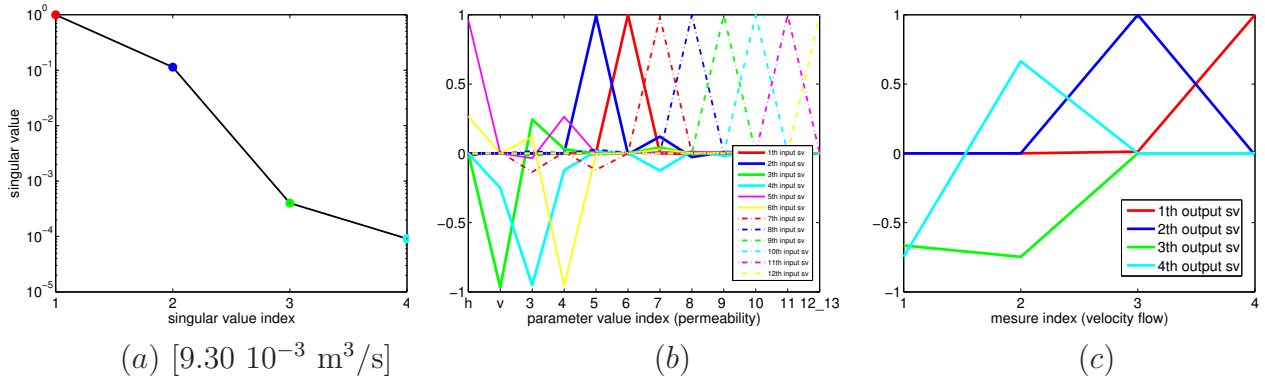 10^0
10^-1
10^-2
10^-3
10^-4
10^-5
singular value
1 2 3 4
singular value index
(a) [9.30 10^-3 m^3/s]
1
0.5
0
−0.5
−1
h v 3 4 5 6 7 8 9 10 11 12_13
parameter value index (permeability)
1th input sv
2th input sv
3th input sv
4th input sv
5th input sv
6th input sv
7th input sv
8th input sv
9th input sv
10th input sv
11th input sv
12th input sv
(b)
1
0.5
0
−0.5
−1
1 2 3 4
mesure index (velocity flow)
1th output sv
2th output sv
3th output sv
4th output sv
(c)